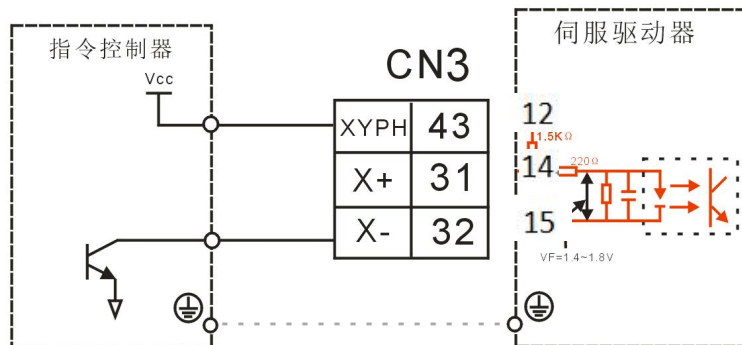 指令控制器
伺服驱动器
CN3
Vcc
XYPH 43
12
1.5KΩ
X+ 31
14
220Ω
X- 32
15
VF=1.4~1.8V